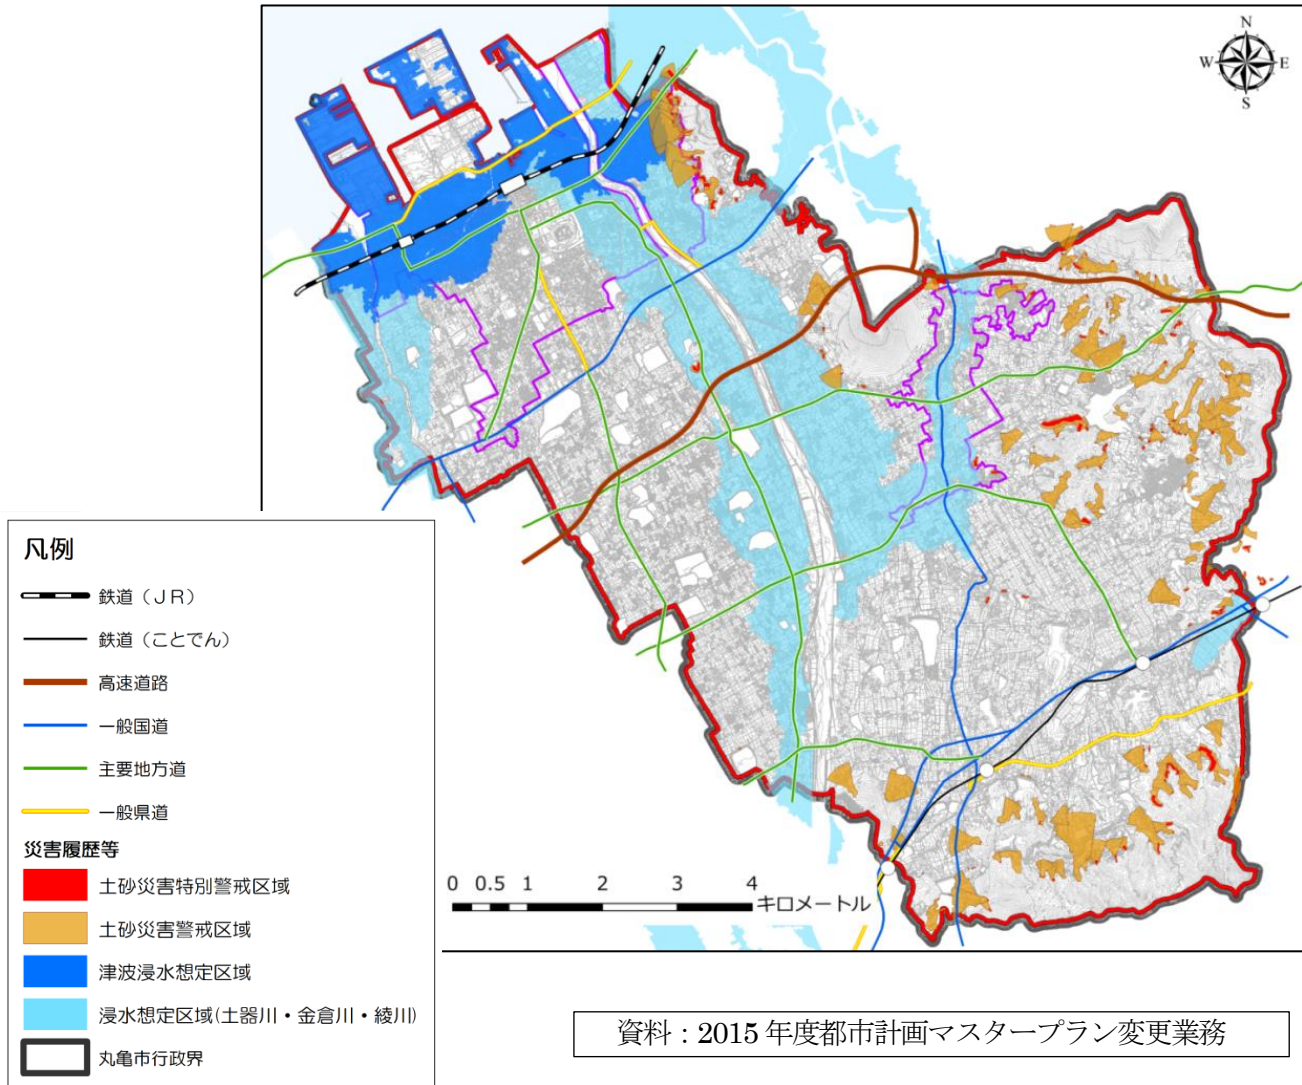 N
W E
S
凡例
鉄道（ＪＲ）
鉄道（ことでん）
高速道路
一般国道
主要地方道
一般県道
災害履歴等
土砂災害特別警戒区域
土砂災害警戒区域
津波浸水想定区域
浸水想定区域(土器川・金倉川・綾川)
丸亀市行政界
0 0.5 1 2 3 4
キロメートル
資料：2015 年度都市計画マスタープラン変更業務